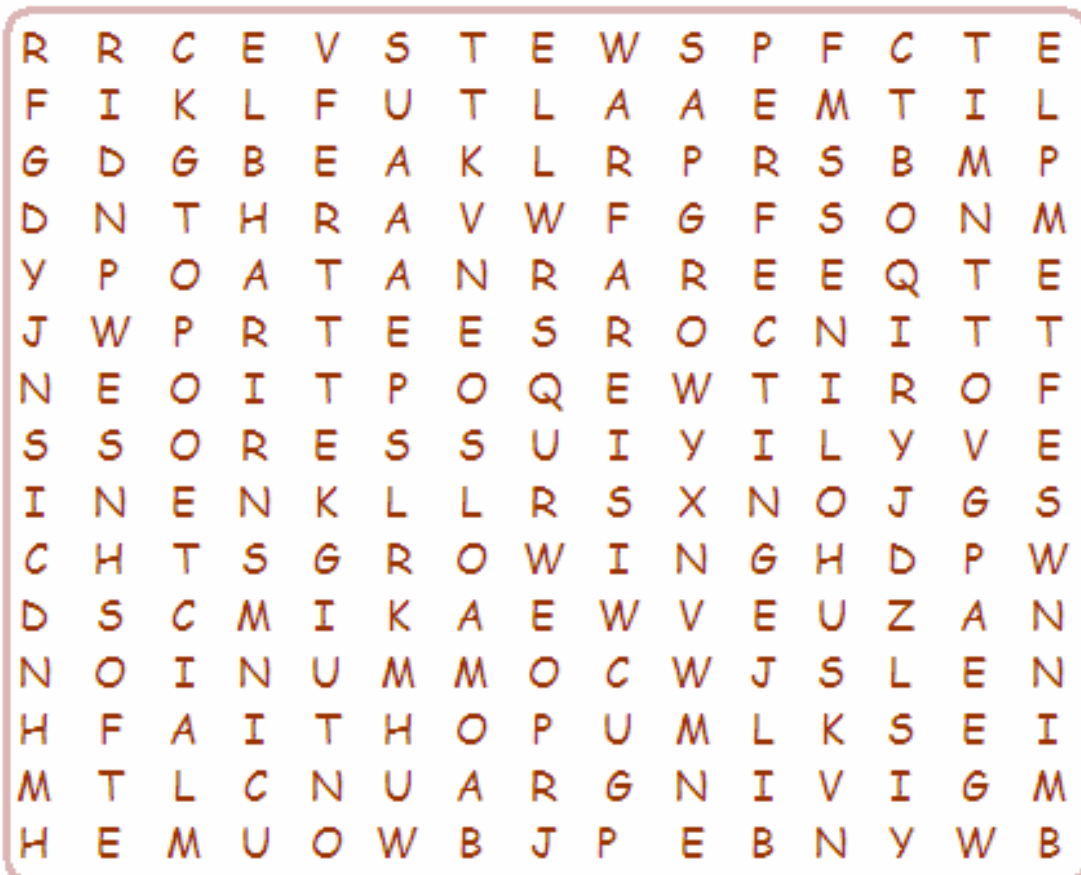 R R C E V S T E W S P F C T E
F I K L F U T L A A E M T I L
G D G B E A K L R P R S B M P
D N T H R A V W F G F S O N M
Y P O A T A N R A R E E Q T E
J W P R T E E S R O C N I T T
N E O I T P O Q E W T I R O F
S S O R E S S U I Y I L Y V E
I N E N K L L R S X N O J G S
C H T S G R O W I N G H D P W
D S C M I K A E W V E U Z A N
N O I N U M M O C W J S L E N
H F A I T H O P U M L K S E I
M T L C N U A R G N I V I G M
H E M U O W B J P E B N Y W B